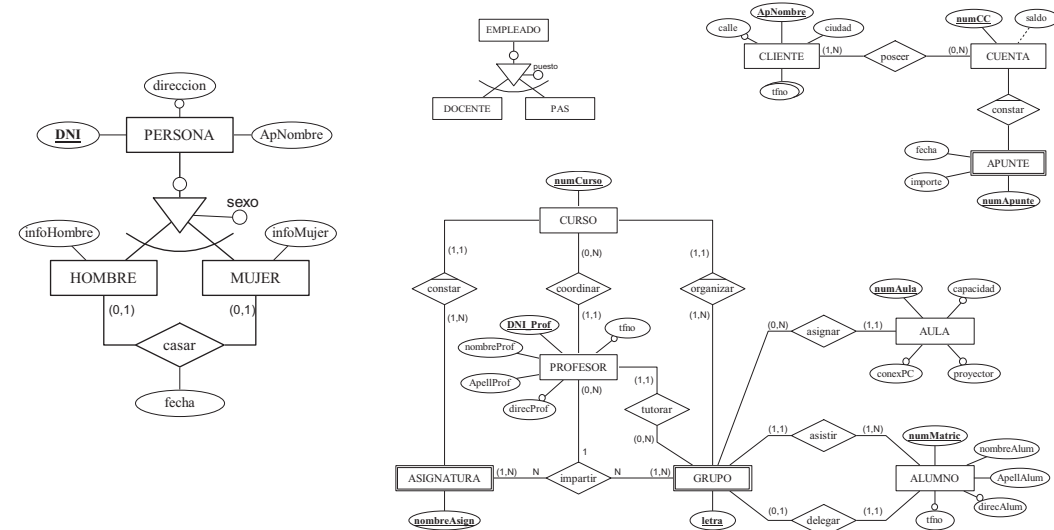 direccion
DNI
PERSONA
ApNombre
sexo
infoHombre
infoMujer
HOMBRE
MUJER
(0,1)
(0,1)
casar
fecha
EMPLEADO
puesto
DOCENTE
PAS
ApNombre
calle
ciudad
CLIENTE
tfno
(1,N)
poseer
(0,N)
numCC
saldo
CUENTA
constar
fecha
importe
APUNTE
numApunte
numCurso
CURSO
(1,1)
(0,N)
(1,1)
constar
coordinar
organizar
(1,N)
(1,1)
(1,N)
DNI_Prof
tfno
nombreProf
PROFESOR
ApellProf
direcProf
(0,N)
(1,1)
tutorar
(0,N)
1
ASIGNATURA
(1,N)
N
impartir
N
(1,N)
GRUPO
nombreAsign
letra
(0,N)
asignar
(1,1)
numAula
capacidad
AULA
conexPC
proyector
(1,1)
asistir
(1,N)
numMatric
nombreAlum
ALUMNO
ApellAlum
direcAlum
tfno
(0,1)
delegar
(1,1)